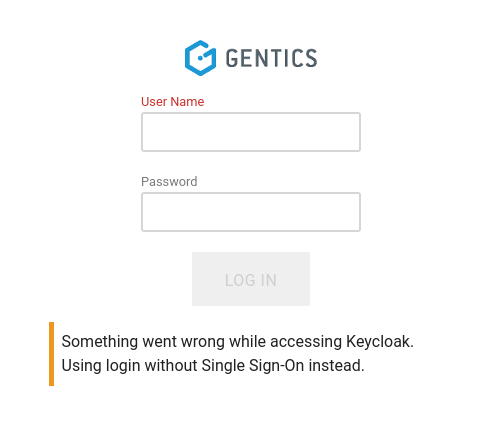 GENTICS
User Name
Password
LOG IN
Something went wrong while accessing Keycloak.
Using login without Single Sign-On instead.